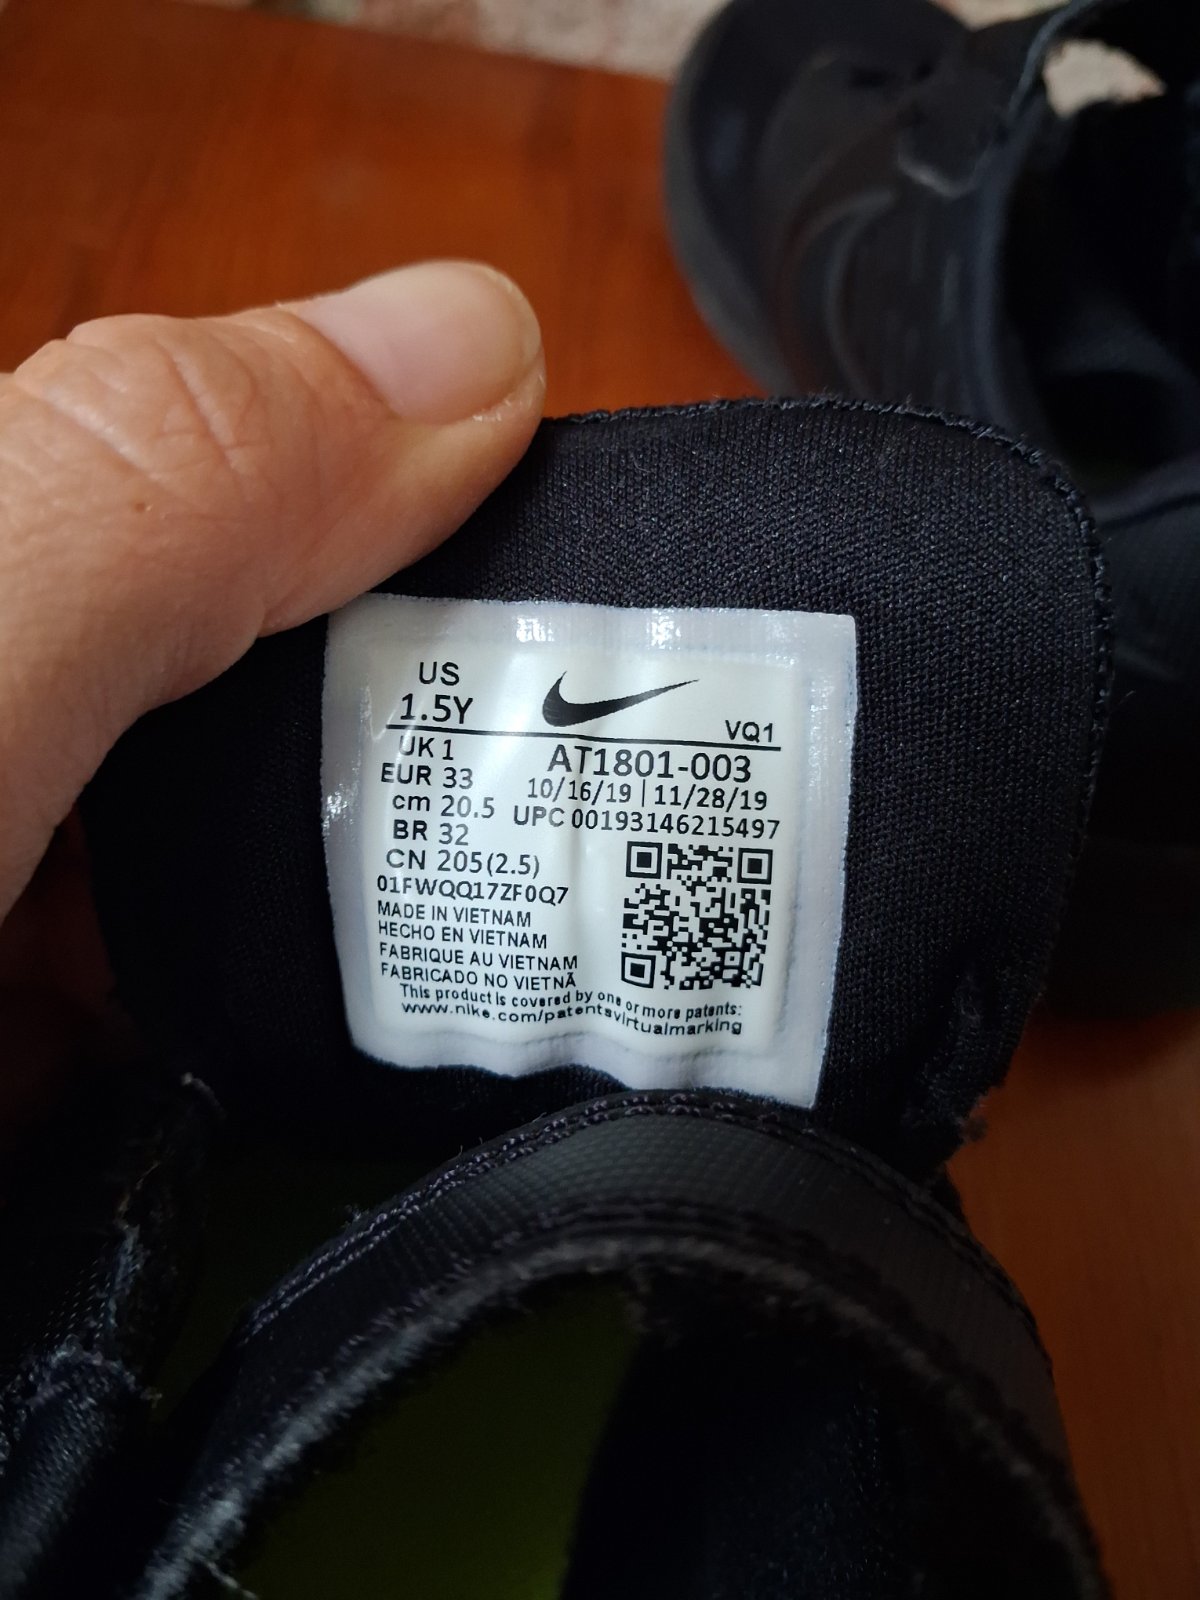 US
1.5Y
VQ1
UK 1
EUR 33
cm 20.5
BR 32
CN 205(2.5)
AT1801-003
10/16/19 | 11/28/19
UPC 00193146215497
01FWQQ17ZF0Q7
MADE IN VIETNAM
HECHO EN VIETNAM
FABRIQUE AU VIETNAM
FABRICADO NO VIETNÃ
This product is covered by one or more patents:
www.nike.com/patentsvirtualmarking